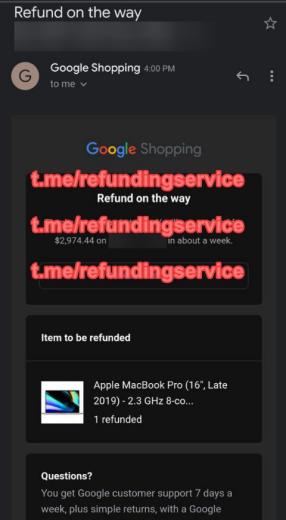 Refund on the way
Google Shopping 4:00 PM
to me
G
Google Shopping
t.me/refundingservice
Refund on the way
t.me/refundingservice
$2,974.44 on
in about a week.
t.me/refundingservice
Item to be refunded
Apple MacBook Pro (16", Late
2019) - 2.3 GHz 8-co...
1 refunded
Questions?
You get Google customer support 7 days a
week, plus simple returns, with a Google